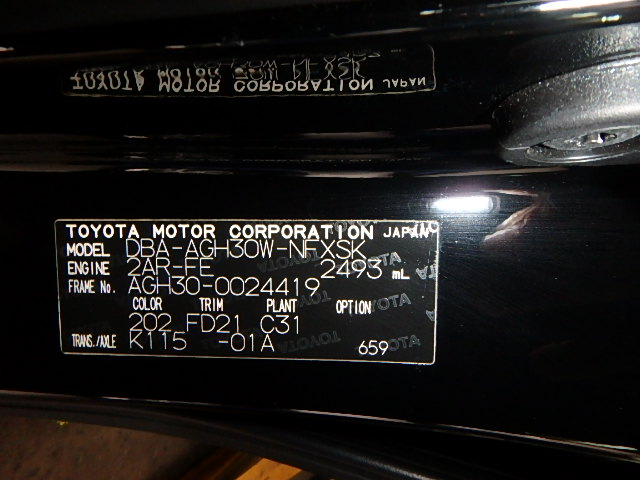 TOYOTA MOTOR CORPORATION JAPAN
TOYOTA MOTOR CORPORATION JAPAN
MODEL DBA-AGH30W-NFXSK
ENGINE 2AR-FE 2493 mL
FRAME No. AGH30-0024419
COLOR TRIM PLANT OPTION
202 FD21 C31
TRANS./AXLE K115 -01A 659